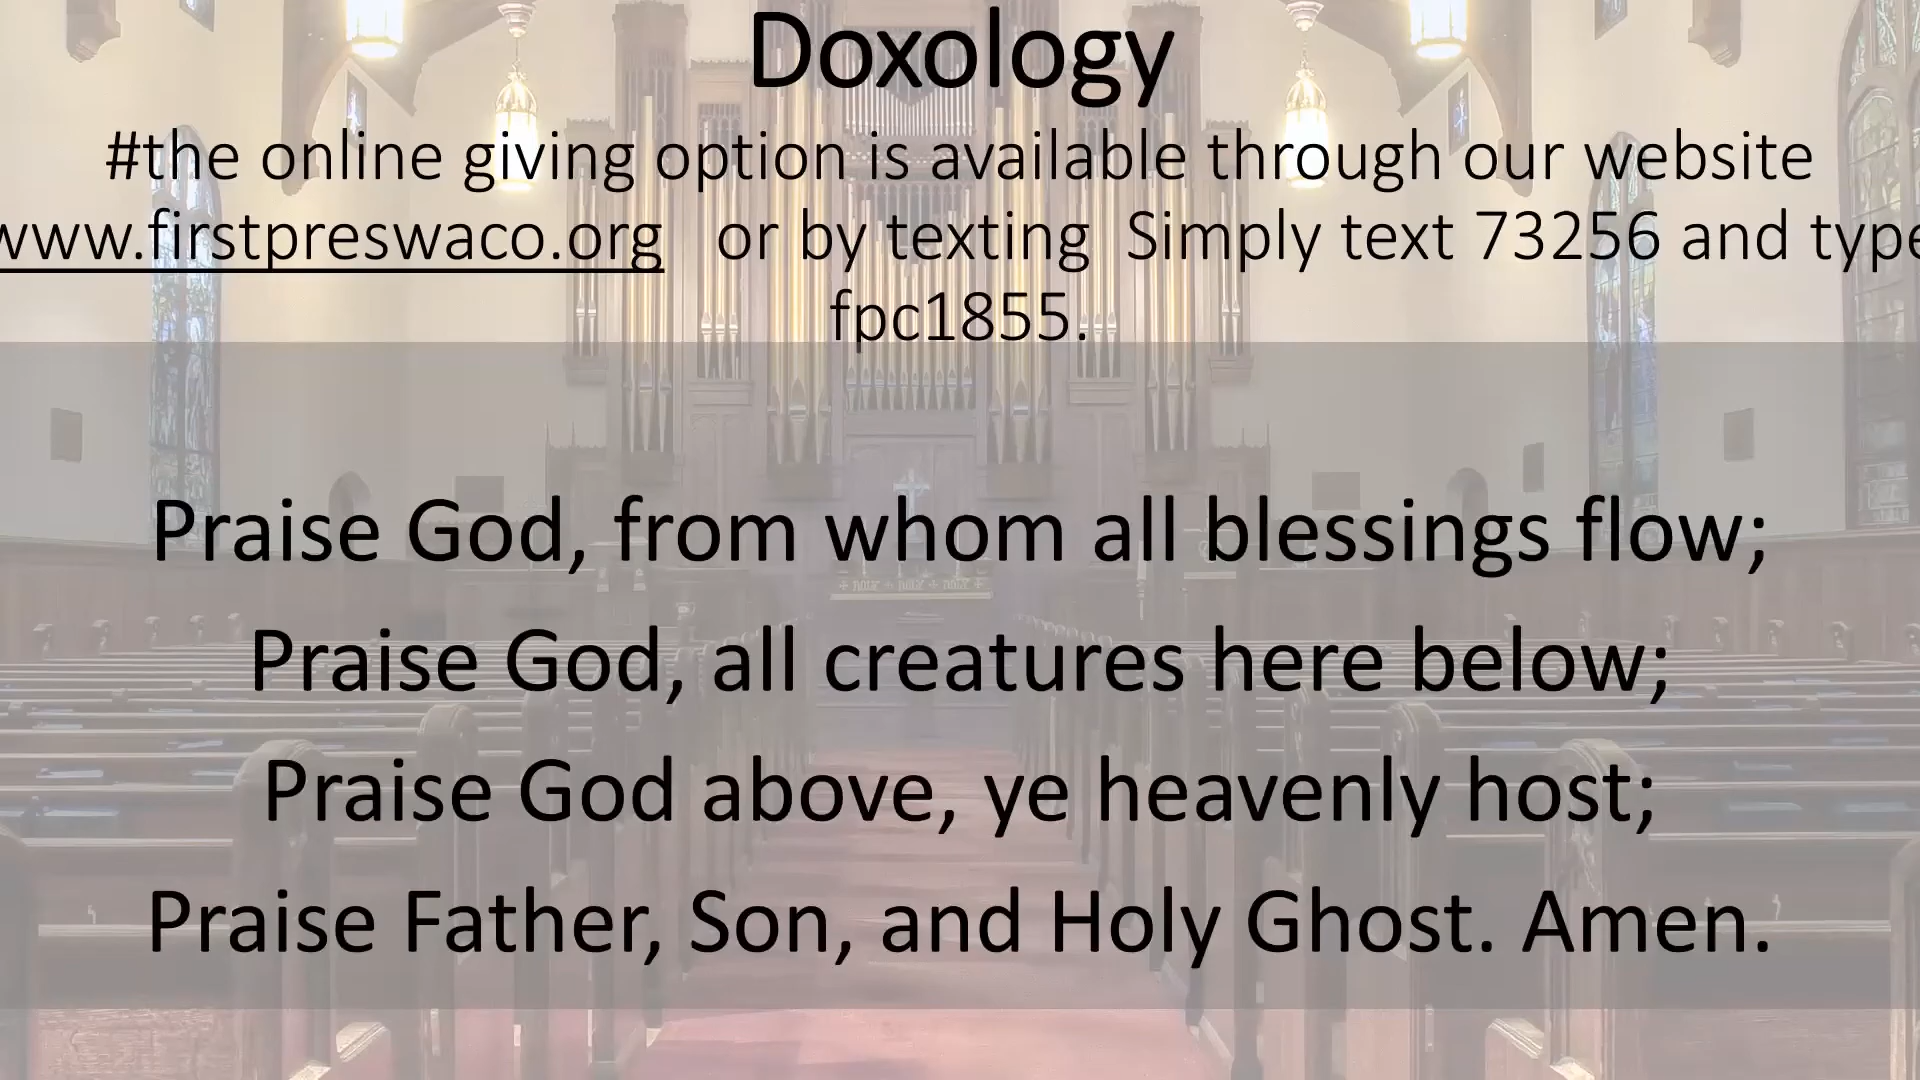 Doxology
#the online giving option is available through our website
www.firstpreswaco.org or by texting Simply text 73256 and type
fpc1855.
Praise God, from whom all blessings flow;
Praise God, all creatures here below;
Praise God above, ye heavenly host;
Praise Father, Son, and Holy Ghost. Amen.